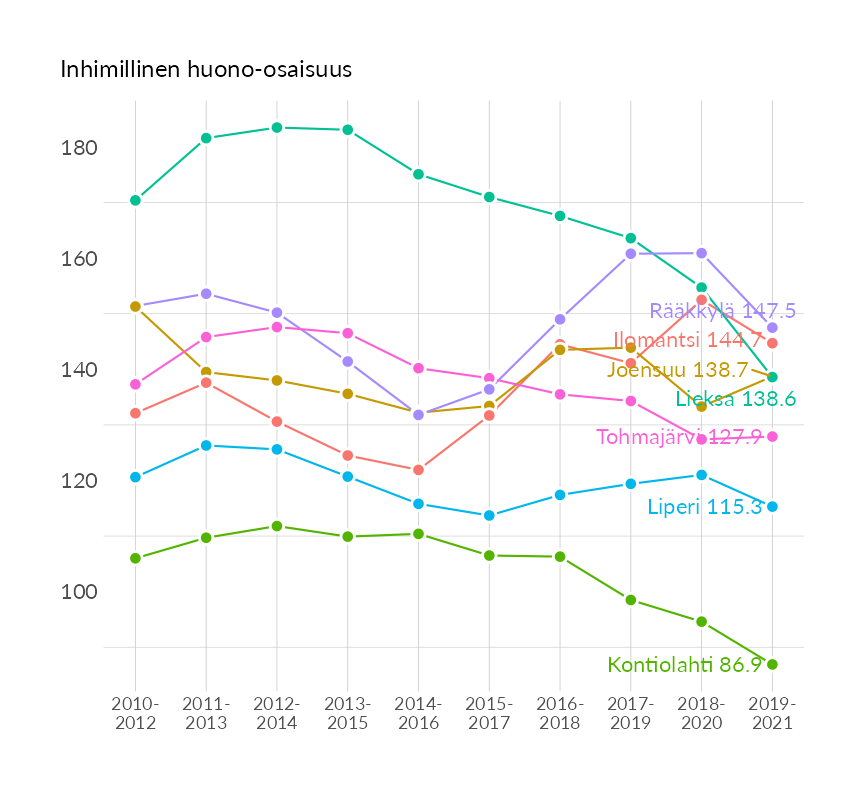 Inhimillinen huono-osaisuus
180
160
140
120
100
Rääkkylä 147.5
Ilomantsi 144.7
Joensuu 138.7
Lieksa 138.6
Tohmajärvi 127.9
Liperi 115.3
Kontiolahti 86.9
2010- 2011- 2012- 2013- 2014- 2015- 2016- 2017- 2018- 2019-
2012 2013 2014 2015 2016 2017 2018 2019 2020 2021